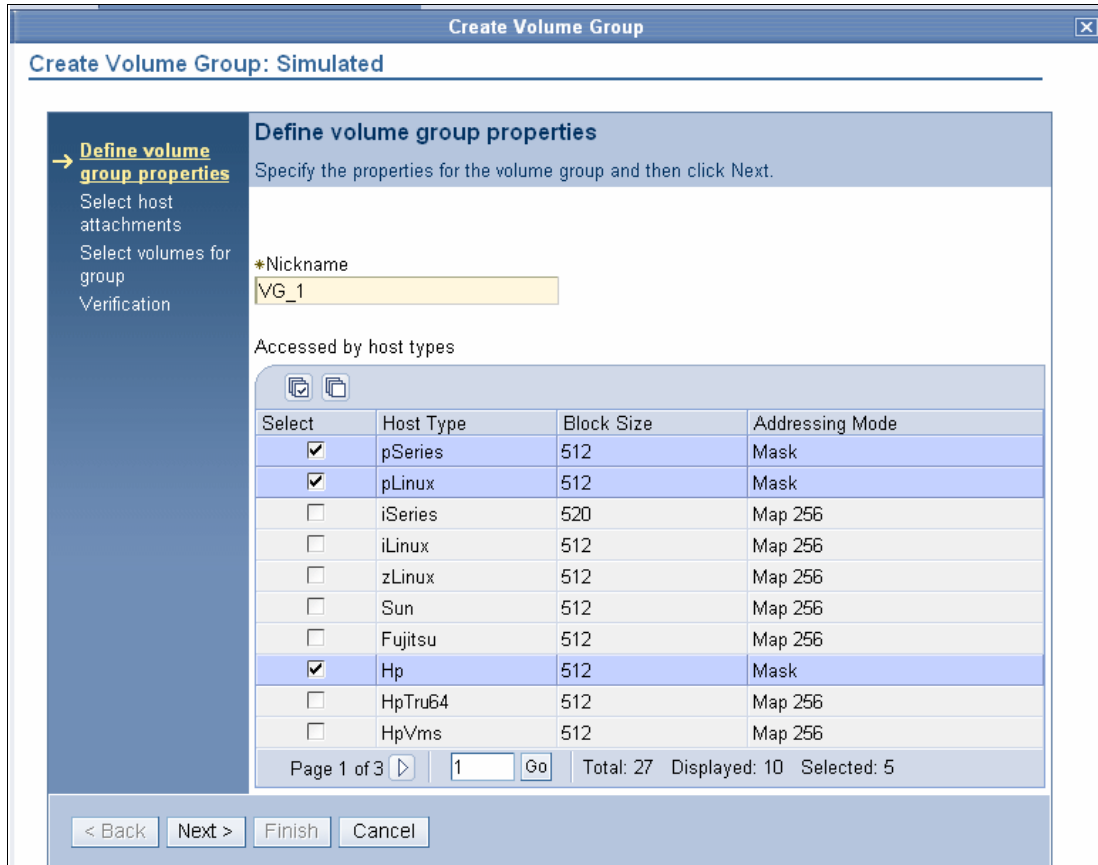 Create Volume Group
Create Volume Group: Simulated
Define volume
group properties
Select host
attachments
Select volumes for
group
Verification
Define volume group properties
Specify the properties for the volume group and then click Next.
*Nickname
VG_1
Accessed by host types
Select Host Type Block Size Addressing Mode
pSeries 512 Mask
pLinux 512 Mask
iSeries 520 Map 256
iLinux 512 Map 256
zLinux 512 Map 256
Sun 512 Map 256
Fujitsu 512 Map 256
Hp 512 Mask
HpTru64 512 Map 256
HpVms 512 Map 256
Page 1 of 3 1 Go Total: 27 Displayed: 10 Selected: 5
< Back Next > Finish Cancel